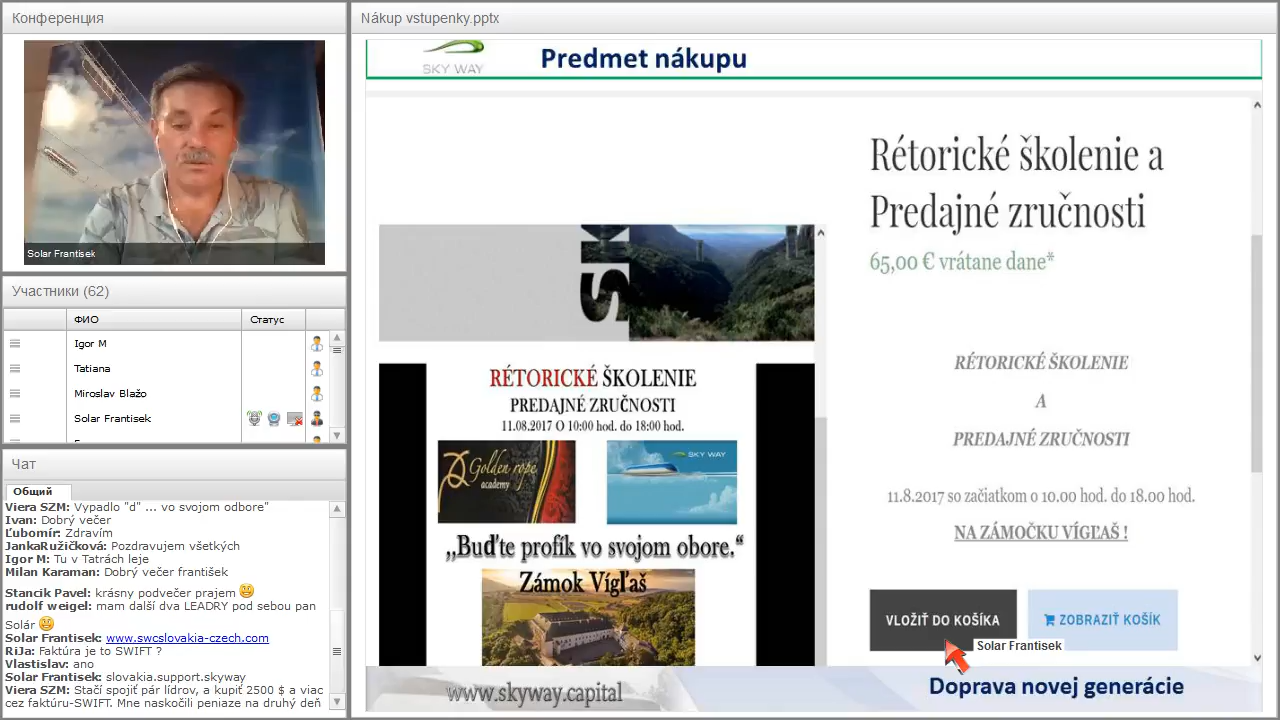 Конференция
Solar Frantisek
Участники (62)
ФИО
Статус
Igor M
Tatiana
Miroslav Blažo
Solar Frantisek
Чат
Общий
Viera SZM: Vypadlo "d" ... vo svojom odbore"
Ivan: Dobrý večer
Ľubomír: Zdravím
JankaRužičková: Pozdravujem všetkých
Igor M: Tu v Tatrách leje
Milan Karaman: Dobrý večer františek
Stancik Pavel: krásny podvečer prajem
rudolf weigel: mam další dva LEADRY pod sebou pan
Solár
Solar Frantisek: www.swcslovakia-czech.com
RiJa: Faktúra je to SWIFT ?
Vlastislav: ano
Solar Frantisek: slovakia.support.skyway
Viera SZM: Stačí spojiť pár lídrov, a kupiť 2500 $ a viac
cez faktúru-SWIFT. Mne naskočili peniaze na druhý deň
Nákup vstupenky.pptx
SKY WAY
Predmet nákupu
SK
RÉTORICKÉ ŠKOLENIE
PREDAJNÉ ZRUČNOSTI
11.08.2017 O 10:00 hod. do 18:00 hod.
Golden rope
academy
SKY WAY
„Buďte profík vo svojom obore.“
Zámok Vígľaš
Rétorické školenie a
Predajné zručnosti
65,00 € vrátane dane*
RÉTORICKÉ ŠKOLENIE
A
PREDAJNÉ ZRUČNOSTI
11.8.2017 so začiatkom o 10.00 hod. do 18.00 hod.
NA ZÁMOČKU VÍGĽAŠ !
VLOŽIŤ DO KOŠÍKA
ZOBRAZIŤ KOŠÍK
Solar Frantisek
www.skyway.capital
Doprava novej generácie